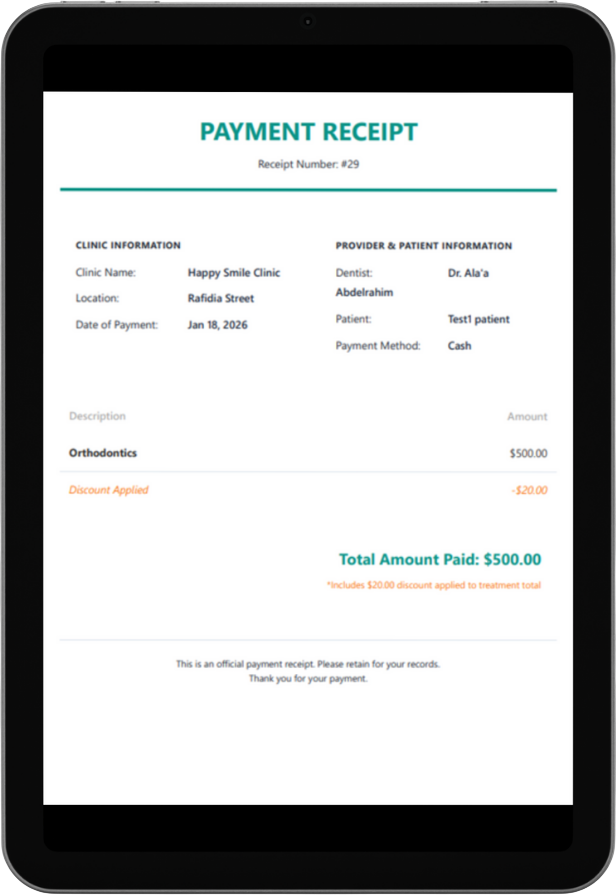 PAYMENT RECEIPT
Receipt Number: #29
CLINIC INFORMATION
Clinic Name: Happy Smile Clinic
Location: Rafidia Street
Date of Payment: Jan 18, 2026
PROVIDER & PATIENT INFORMATION
Dentist: Dr. Ala'a
Abdelrahim
Patient: Test1 patient
Payment Method: Cash
Description Amount
Orthodontics $500.00
Discount Applied -$20.00
Total Amount Paid: $500.00
*Includes $20.00 discount applied to treatment total
This is an official payment receipt. Please retain for your records.
Thank you for your payment.